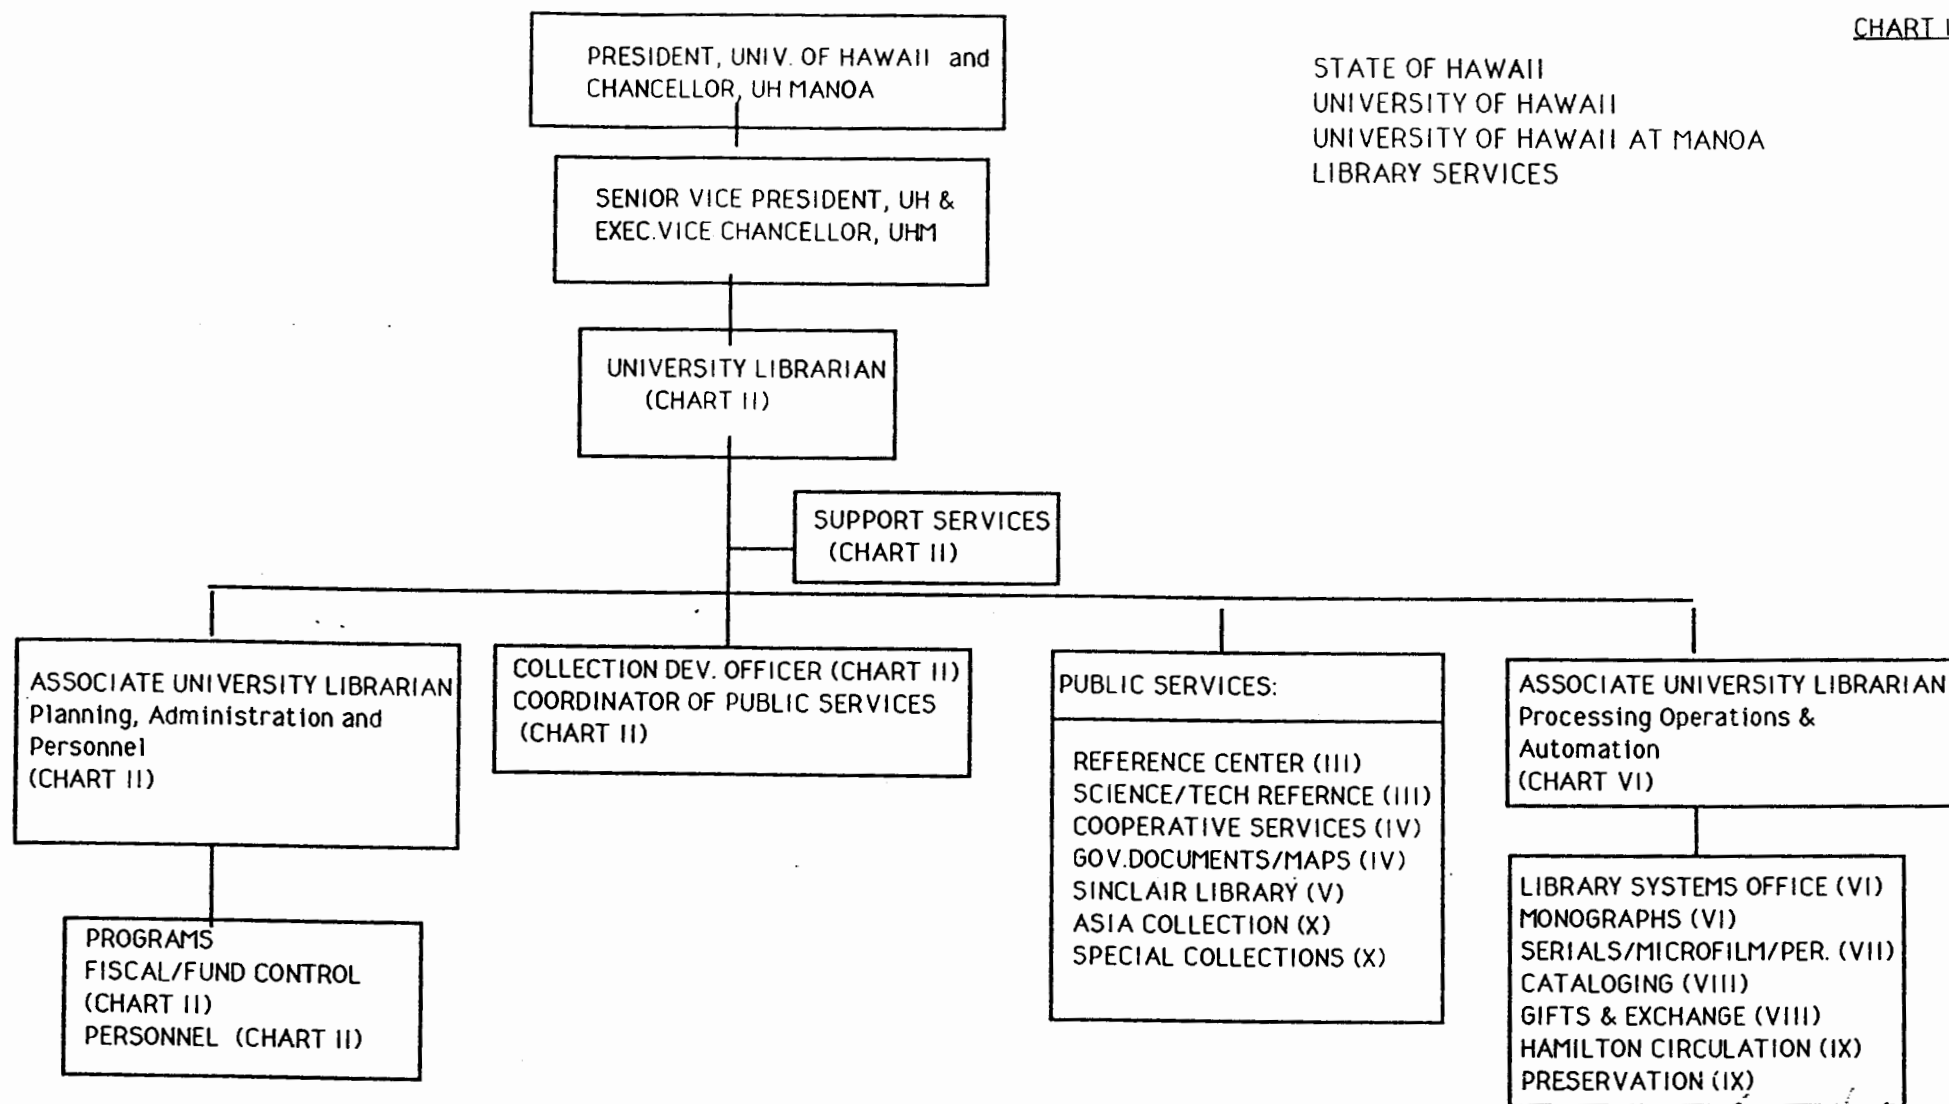 CHART I
PRESIDENT, UNIV. OF HAWAII and
CHANCELLOR, UH MANOA
STATE OF HAWAII
UNIVERSITY OF HAWAII
UNIVERSITY OF HAWAII AT MANOA
LIBRARY SERVICES
SENIOR VICE PRESIDENT, UH &
EXEC.VICE CHANCELLOR, UHM
UNIVERSITY LIBRARIAN
(CHART II)
SUPPORT SERVICES
(CHART II)
ASSOCIATE UNIVERSITY LIBRARIAN
Planning, Administration and
Personnel
(CHART II)
PROGRAMS
FISCAL/FUND CONTROL
(CHART II)
PERSONNEL (CHART II)
COLLECTION DEV. OFFICER (CHART II)
COORDINATOR OF PUBLIC SERVICES
(CHART II)
PUBLIC SERVICES:
REFERENCE CENTER (III)
SCIENCE/TECH REFERNCE (III)
COOPERATIVE SERVICES (IV)
GOV.DOCUMENTS/MAPS (IV)
SINCLAIR LIBRARY (V)
ASIA COLLECTION (X)
SPECIAL COLLECTIONS (X)
ASSOCIATE UNIVERSITY LIBRARIAN
Processing Operations &
Automation
(CHART VI)
LIBRARY SYSTEMS OFFICE (VI)
MONOGRAPHS (VI)
SERIALS/MICROFILM/PER. (VII)
CATALOGING (VIII)
GIFTS & EXCHANGE (VIII)
HAMILTON CIRCULATION (IX)
PRESERVATION (IX)